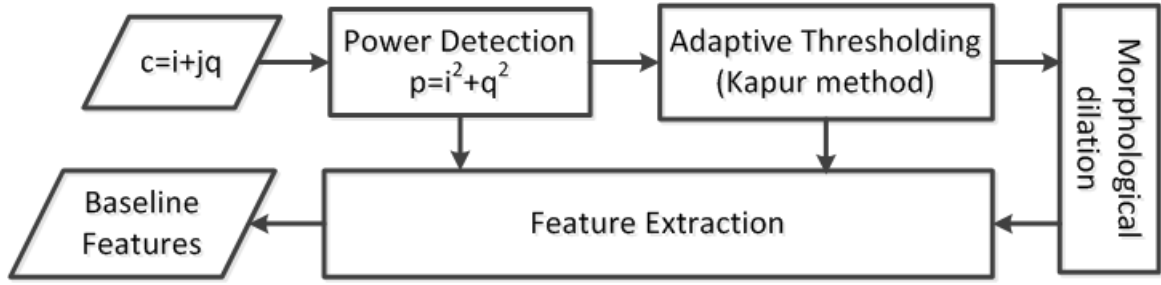 c=i+jq
Power Detection
p=i²+q²
Adaptive Thresholding
(Kapur method)
Morphological
dilation
Baseline
Features
Feature Extraction